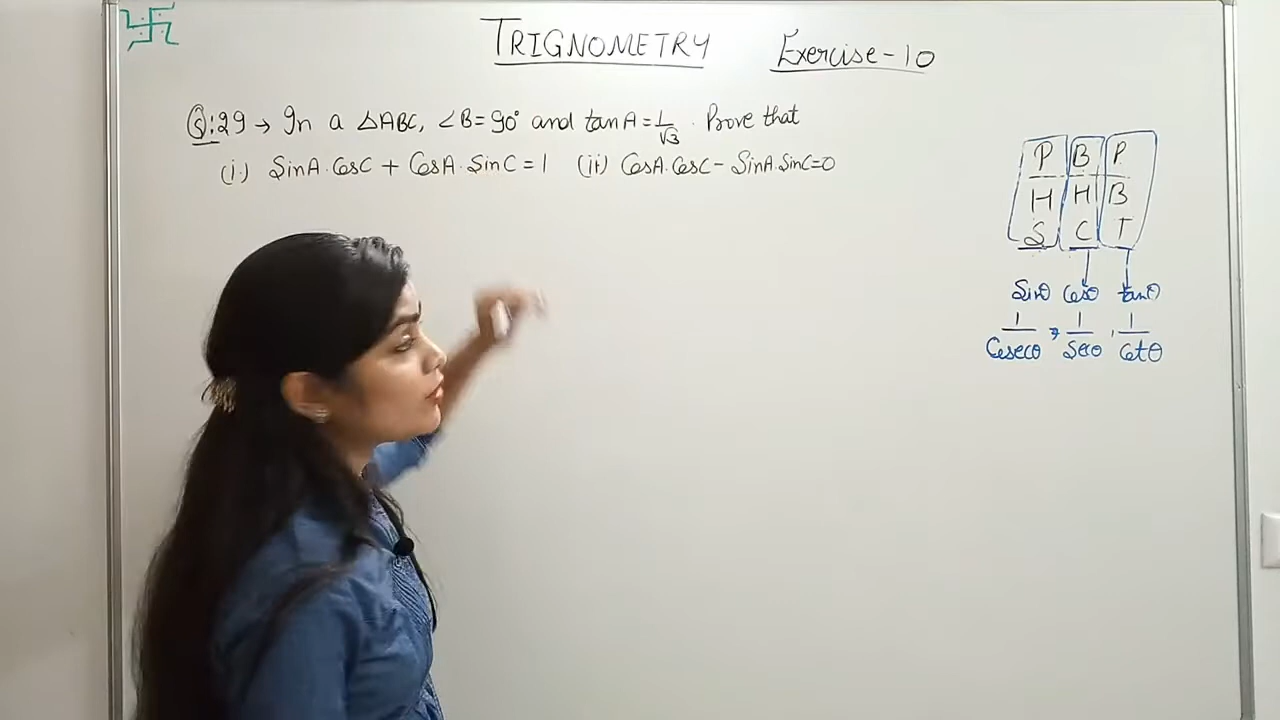 TRIGNOMETRY Exercise-10
Q:29 → In a △ABC, ∠B=90° and tanA=1/√3. Prove that
(i) SinA.CosC + CosA.SinC=1 (ii) CosA.CosC - SinA.SinC=0
P B P
H H B
S C T
Sinθ Cosθ tanθ
1/Cosecθ, 1/Secθ, 1/Cotθ